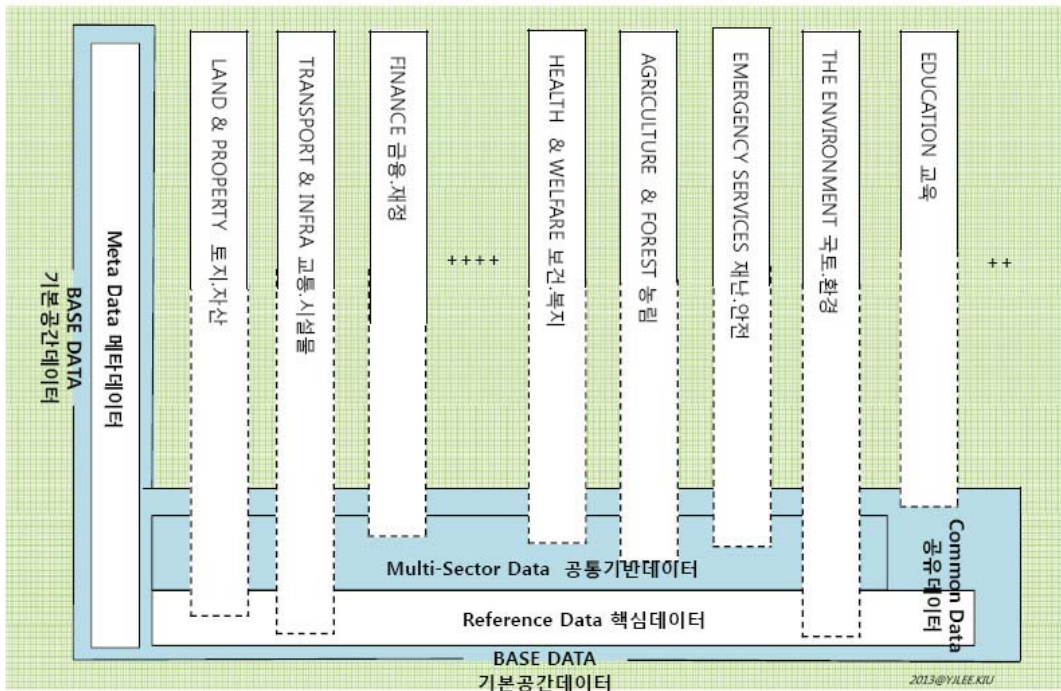 BASE DATA
기본공간데이터
Meta Data 메타데이터
LAND & PROPERTY 토지.자산
TRANSPORT & INFRA 교통.시설물
FINANCE 금융.재정
++++
HEALTH & WELFARE 보건.복지
AGRICULTURE & FOREST 농림
EMERGENCY SERVICES 재난.안전
THE ENVIRONMENT 국토.환경
EDUCATION 교육
++
Common Data
공유데이터
Multi-Sector Data 공통기반데이터
Reference Data 핵심데이터
BASE DATA
기본공간데이터
2013@YJLEE.KIU